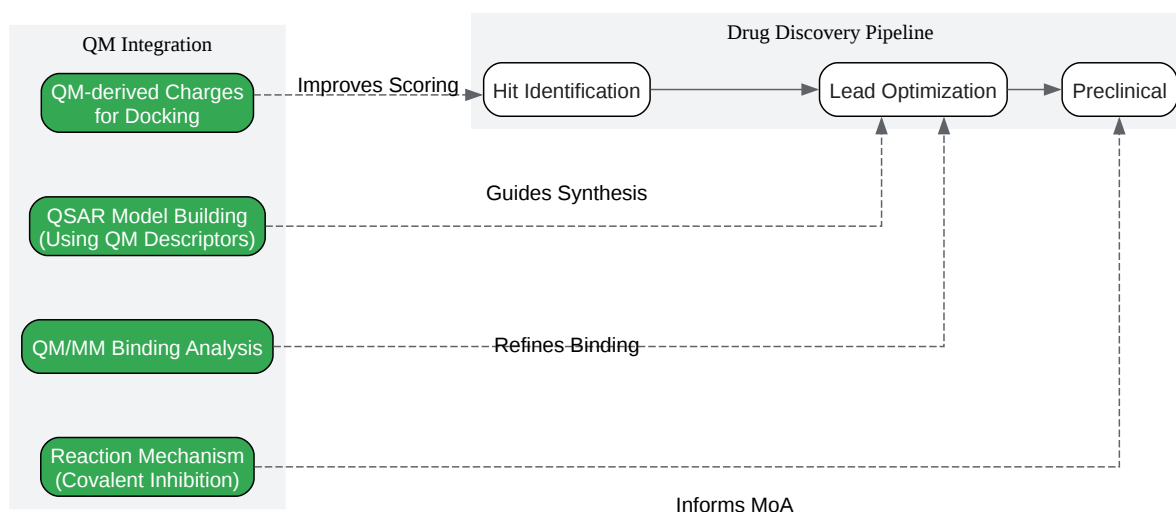 QM Integration
Drug Discovery Pipeline
QM-derived Charges
for Docking
Improves Scoring
Hit Identification
Lead Optimization
Preclinical
QSAR Model Building
(Using QM Descriptors)
Guides Synthesis
QM/MM Binding Analysis
Refines Binding
Reaction Mechanism
(Covalent Inhibition)
Informs MoA